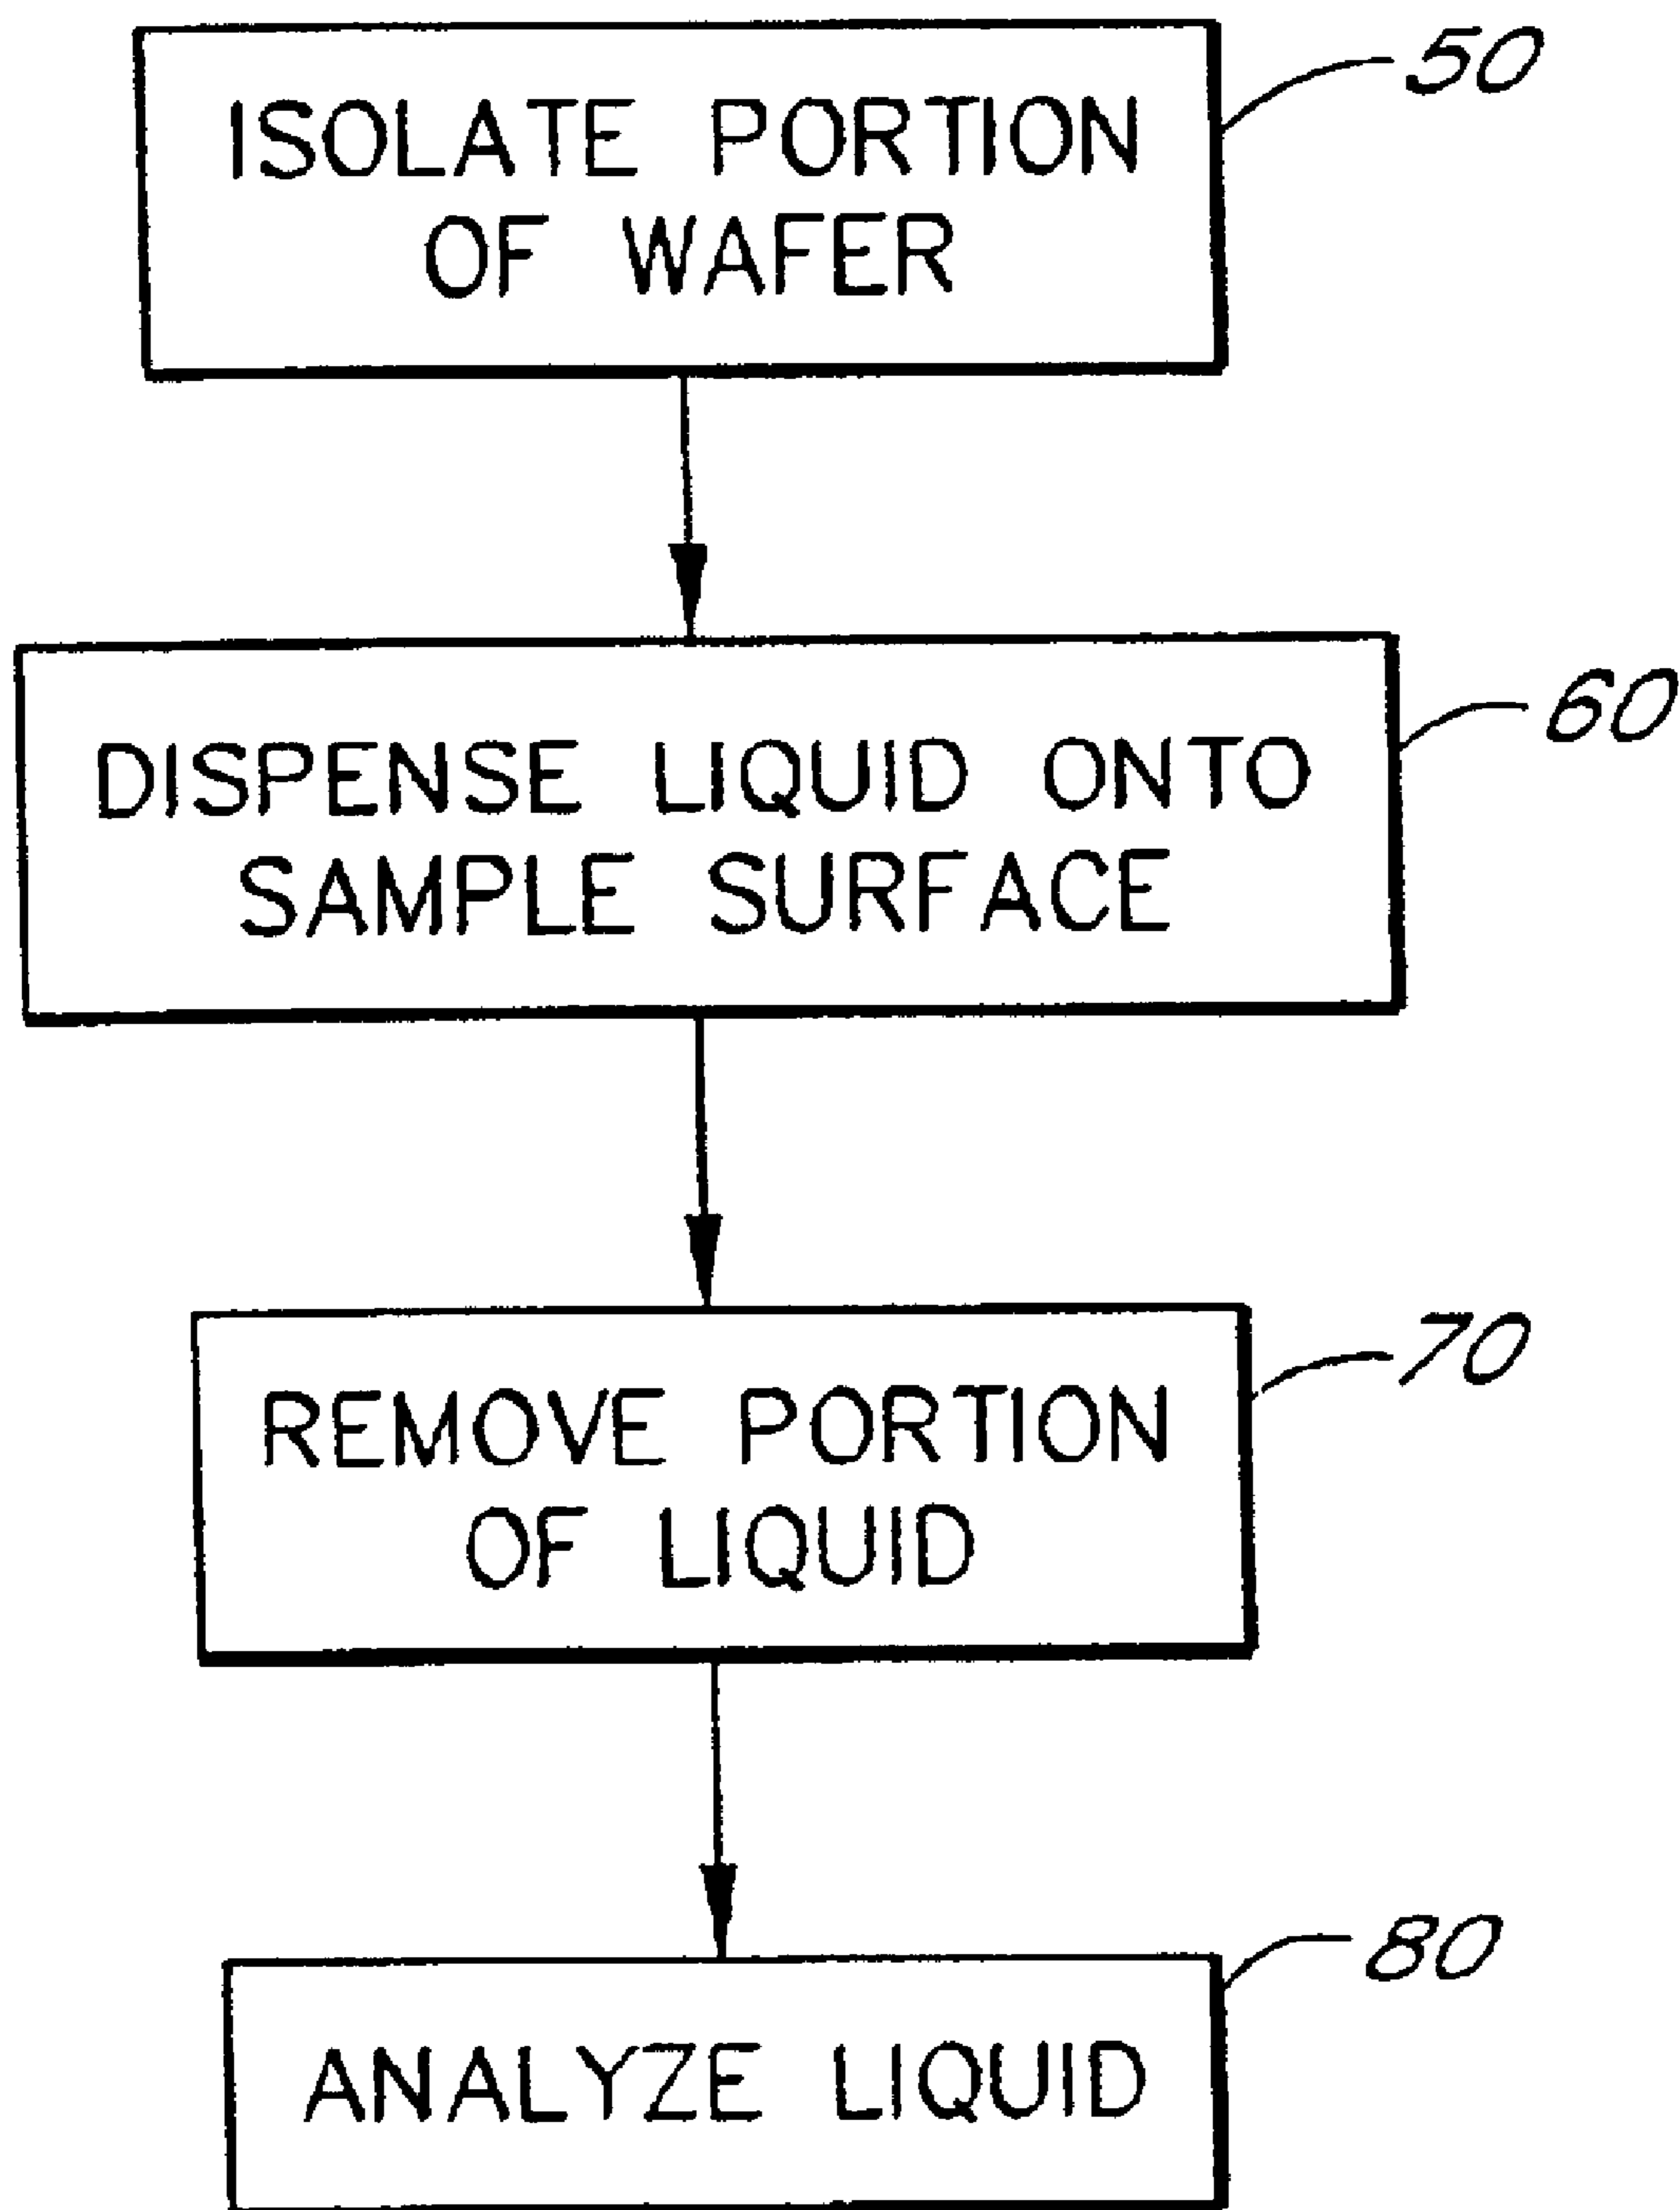 ISOLATE PORTION
OF WAFER
50
DISPENSE LIQUID ONTO
SAMPLE SURFACE
60
REMOVE PORTION
OF LIQUID
70
ANALYZE LIQUID
80